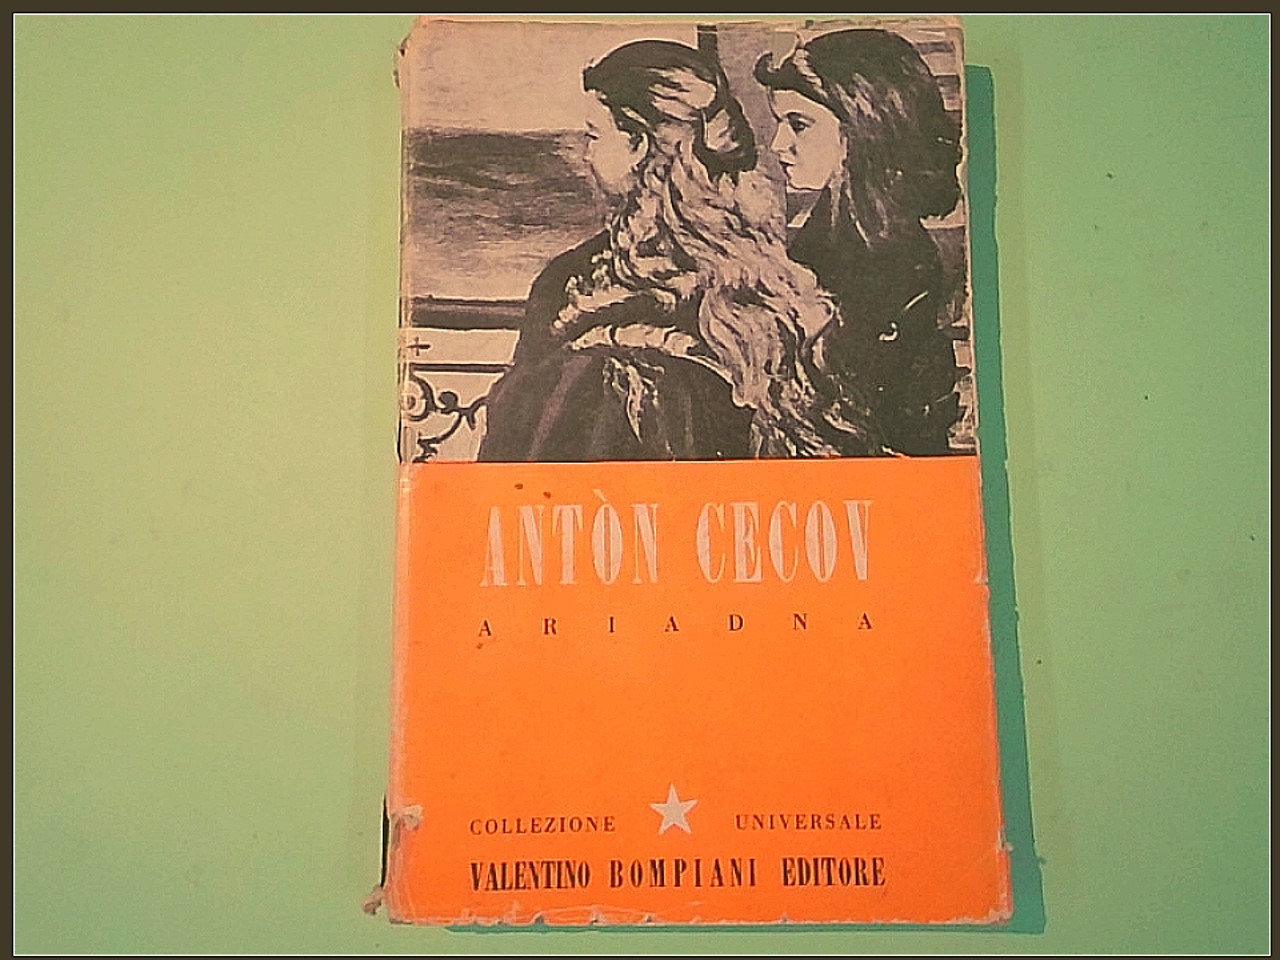 ANTÒN CECOV
ARIADNA
COLLEZIONE UNIVERSALE
VALENTINO BOMPIANI EDITORE